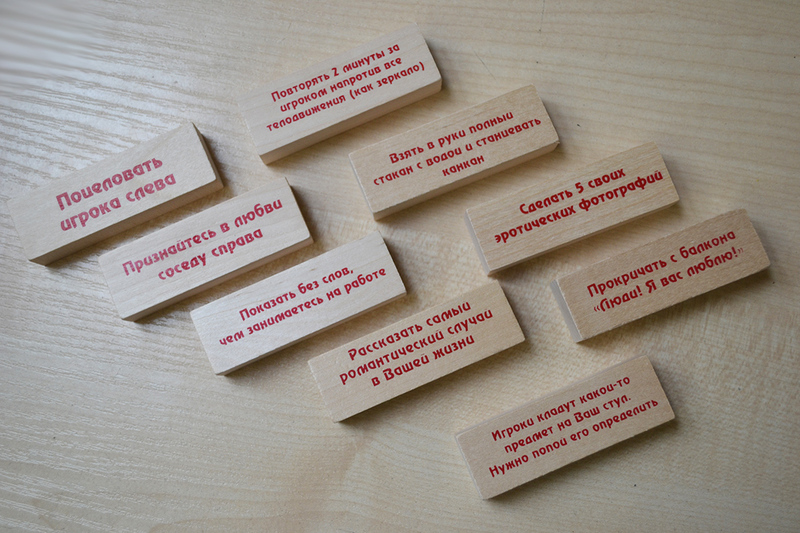 Повторять 2 минуты за
игроком напротив все
телодвижения (как зеркало)
Взять в руки полный
стакан с водой и станцевать
канкан
Поцеловать
игрока слева
Сделать 5 своих
эротических фотографий
Признайтесь в любви
соседу справа
Прокричать с балкона
«Люди! Я вас люблю!»
Показать без слов,
чем занимаетесь на работе
Рассказать самый
романтический случай
в Вашей жизни
Игроки кладут какой-то
предмет на Ваш стул.
Нужно попой его определить